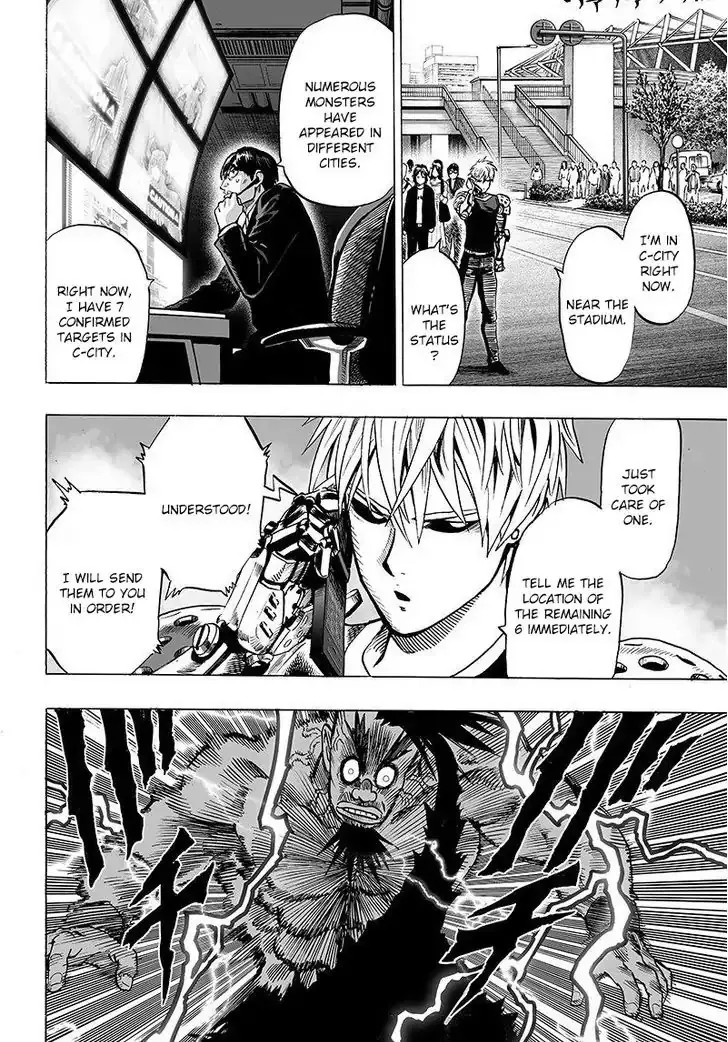 I'M IN
C-CITY
RIGHT
NOW.
NEAR THE
STADIUM.
WHAT'S
THE
STATUS
?
NUMEROUS
MONSTERS
HAVE
APPEARED IN
DIFFERENT
CITIES.
RIGHT NOW,
I HAVE 7
CONFIRMED
TARGETS IN
C-CITY.
JUST
TOOK
CARE OF
ONE.
TELL ME THE
LOCATION OF
THE REMAINING
6 IMMEDIATELY.
UNDERSTOOD!
I WILL SEND
THEM TO YOU
IN ORDER!